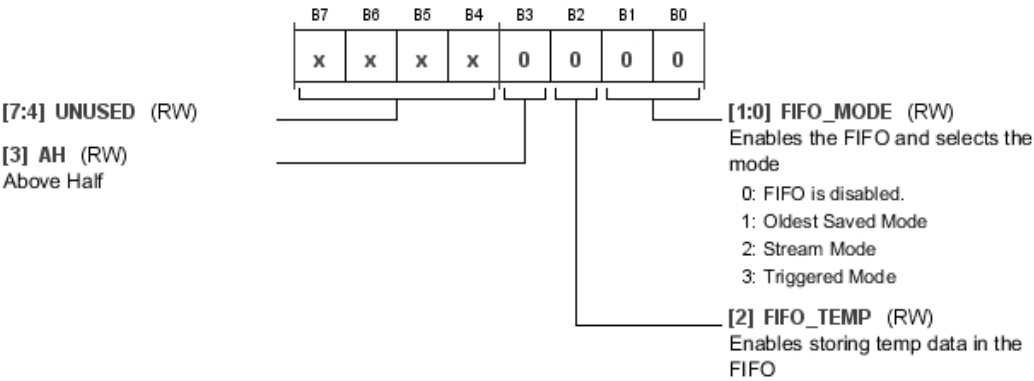 B7 B6 B5 B4 B3 B2 B1 B0
x x x x 0 0 0 0
[7:4] UNUSED (RW)
[3] AH (RW)
Above Half
[1:0] FIFO_MODE (RW)
Enables the FIFO and selects the
mode
0: FIFO is disabled.
1: Oldest Saved Mode
2: Stream Mode
3: Triggered Mode
[2] FIFO_TEMP (RW)
Enables storing temp data in the
FIFO